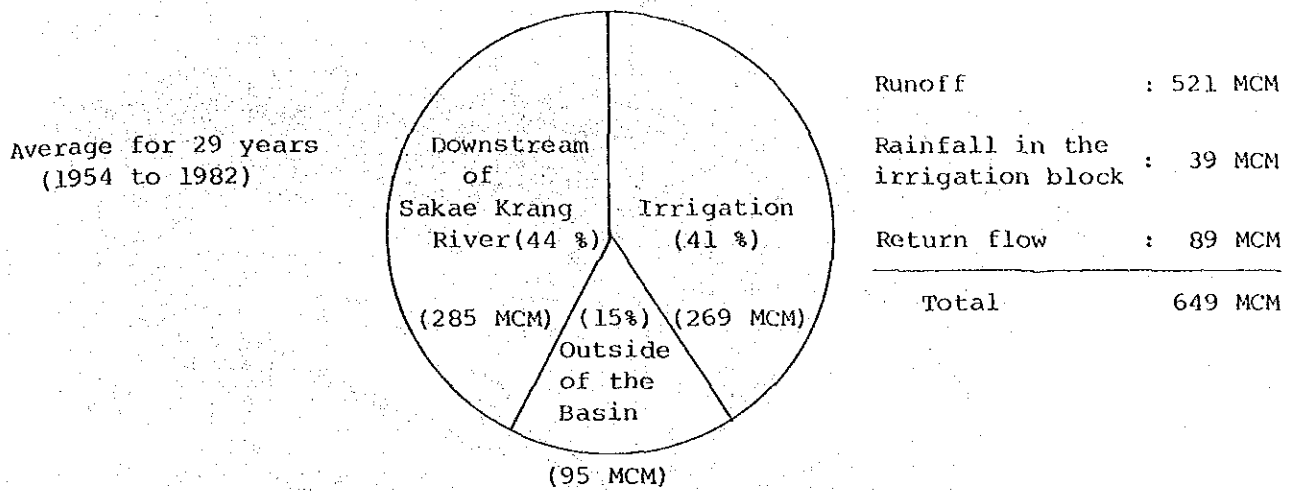 Average for 29 years
(1954 to 1982)
Downstream
of
Sakae Krang
River(44 %)
(285 MCM)
Irrigation
(41 %)
(269 MCM)
(15%)
Outside
of the
Basin
(95 MCM)
Runoff : 521 MCM
Rainfall in the
irrigation block : 39 MCM
Return flow : 89 MCM
Total 649 MCM